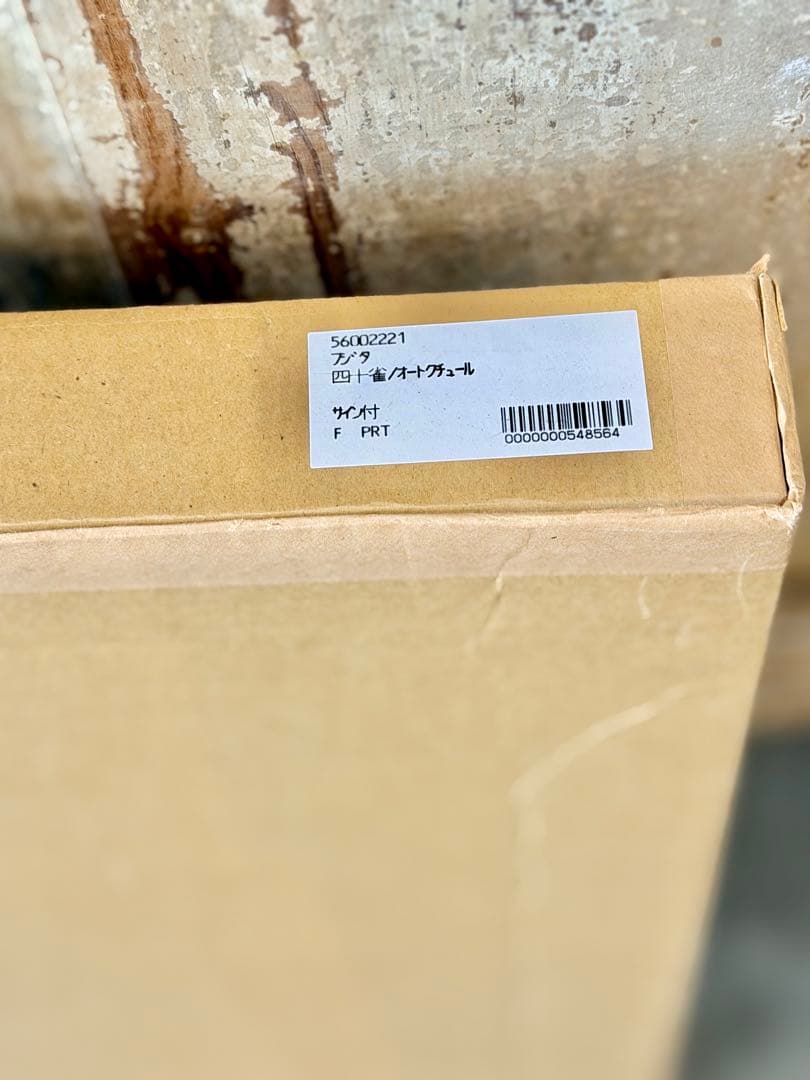 56002221
フジタ
四十雀/オートクチュール
サイン付
F PRT
0000000548564